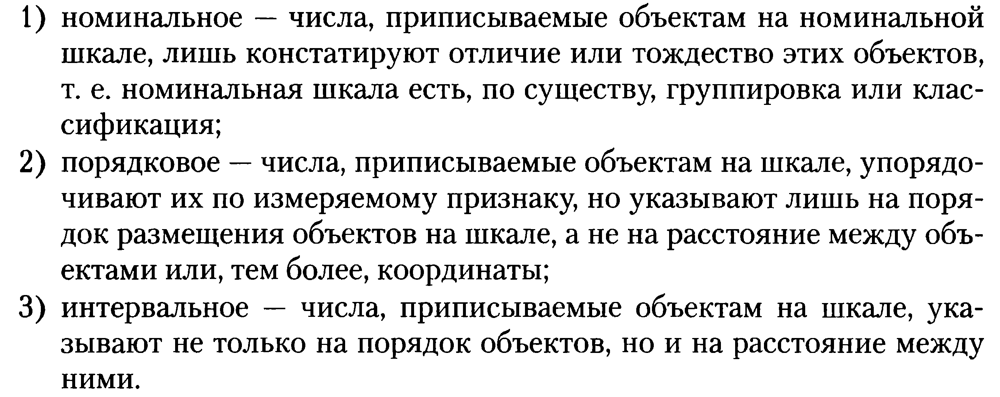 1) номинальное — числа, приписываемые объектам на номинальной
шкале, лишь констатируют отличие или тождество этих объектов,
т. е. номинальная шкала есть, по существу, группировка или клас-
сификация;
2) порядковое — числа, приписываемые объектам на шкале, упорядо-
чивают их по измеряемому признаку, но указывают лишь на поря-
док размещения объектов на шкале, а не на расстояние между объ-
ектами или, тем более, координаты;
3) интервальное — числа, приписываемые объектам на шкале, ука-
зывают не только на порядок объектов, но и на расстояние между
ними.